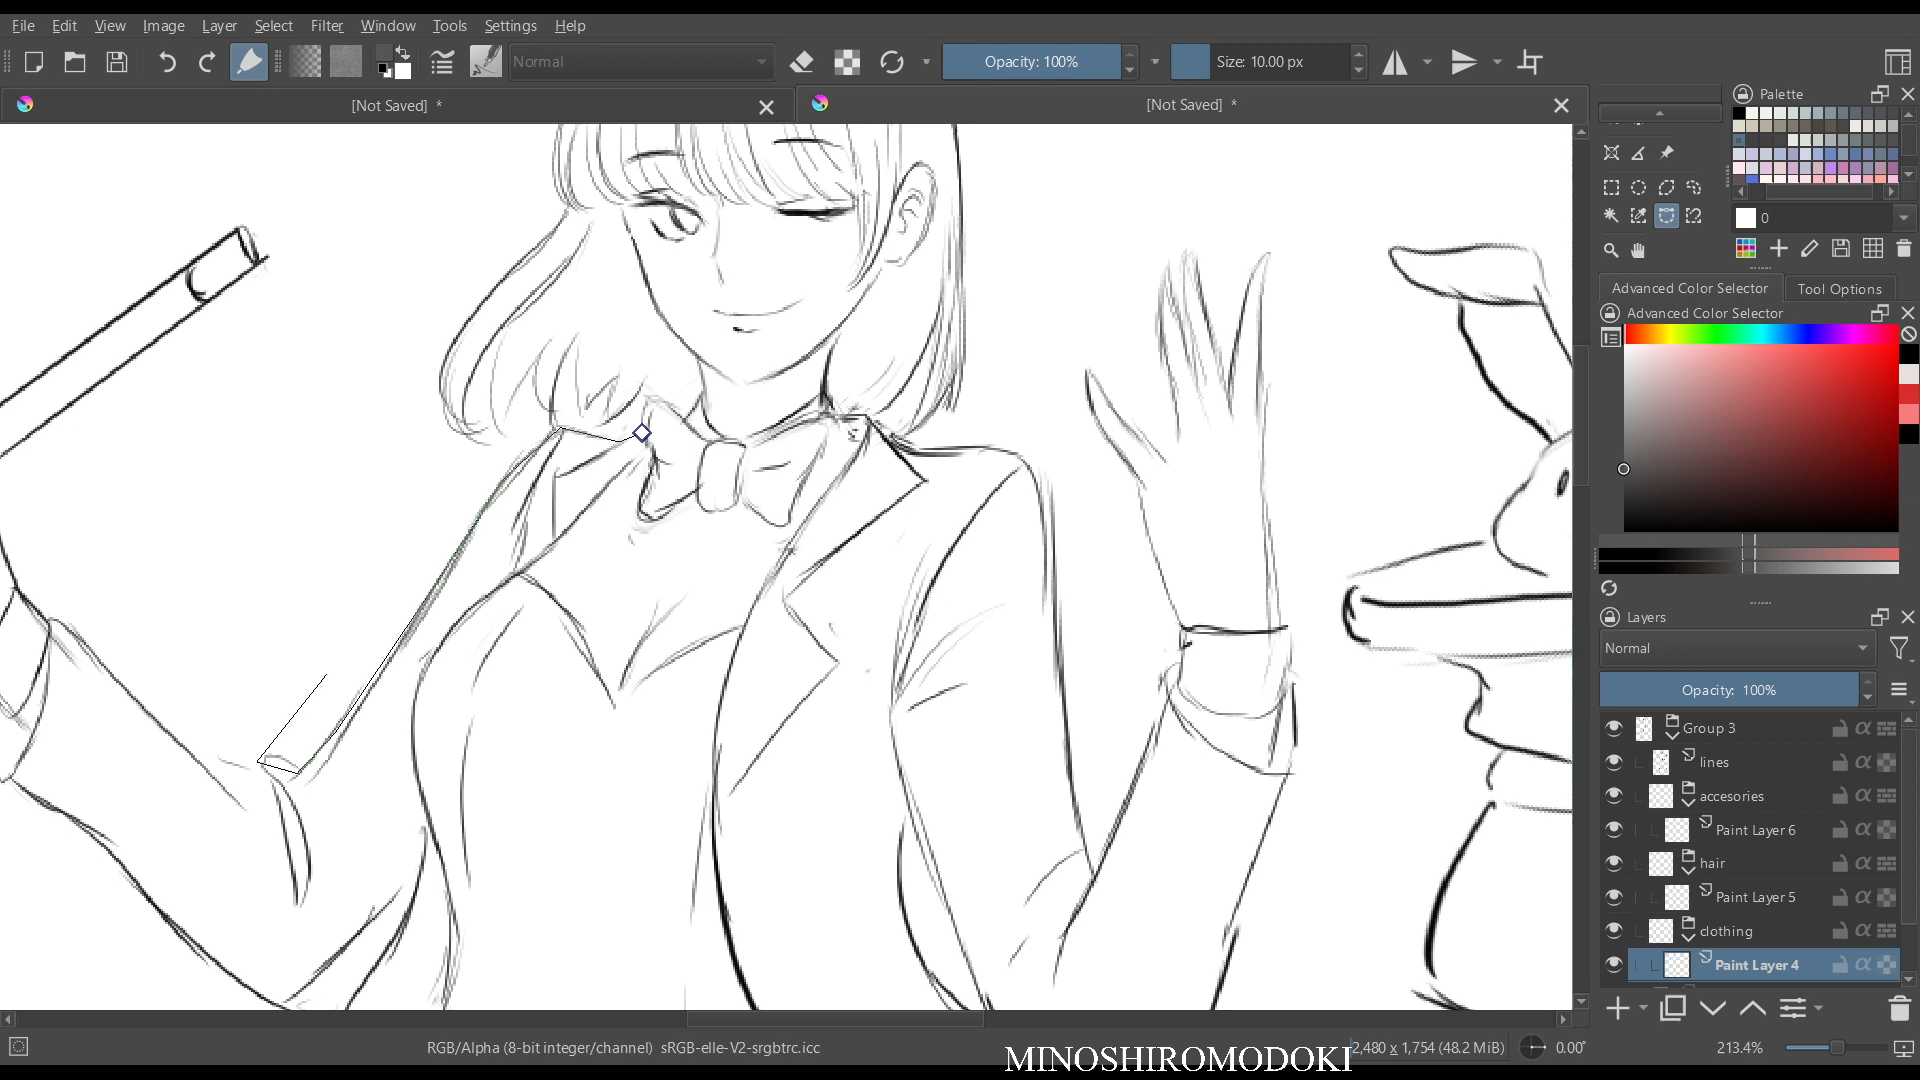 File Edit View Image Layer Select Filter Window Tools Settings Help
Normal Opacity: 100% Size: 10.00 px
[Not Saved] * [Not Saved] *
Palette
0
Advanced Color Selector Tool Options
Advanced Color Selector
Layers
Normal
Opacity: 100%
Group 3
lines
accesories
Paint Layer 6
hair
Paint Layer 5
clothing
Paint Layer 4
RGB/Alpha (8-bit integer/channel) sRGB-elle-V2-srgbtrc.icc 2,480 x 1,754 (48.2 MiB) 0.00° 213.4%
MINOSHIROMODOKI